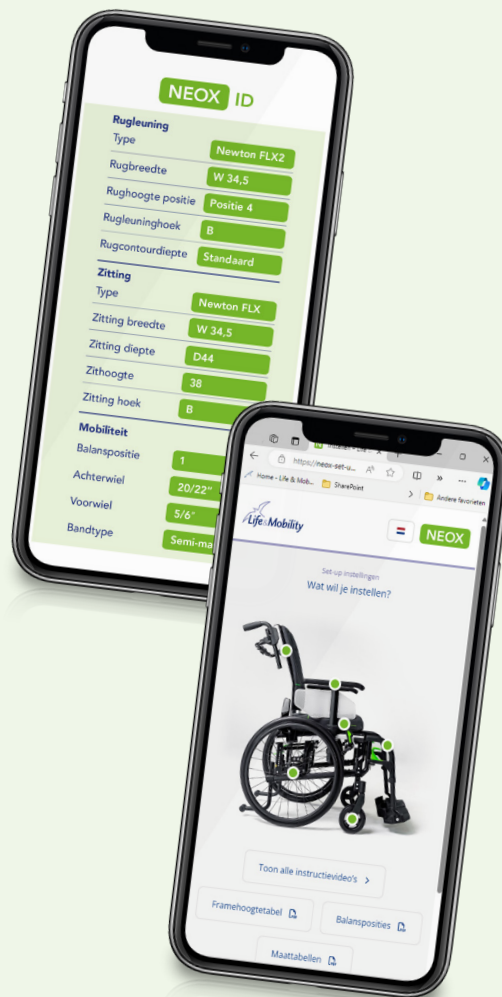 NEOX ID
Rugleuning
Type Newton FLX2
Rugbreedte W 34,5
Rughoogte positie Positie 4
Rugleuninghoek B
Rugcontourdiepte Standaard
Zitting
Type Newton FLX
Zitting breedte W 34,5
Zitting diepte D44
Zithoogte 38
Zitting hoek B
Mobiliteit
Balanspositie 1
Achterwiel 20/22"
Voorwiel 5/6"
Bandtype Semi-ma
https://neox-set-u...
Home - Life & Mob...
SharePoint
Andere favorieten
Life&Mobility
NEOX
Set-up instellingen
Wat wil je instellen?
Toon alle instructievideo's
Framehoogtetabel
Balansposities
Maattabellen